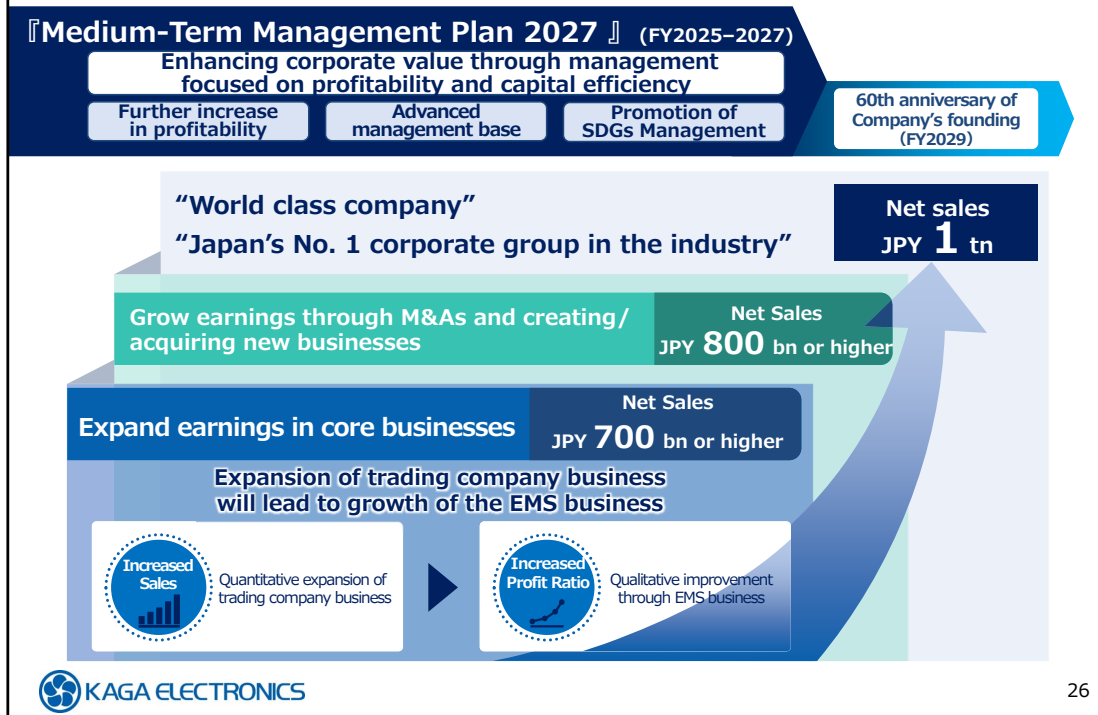 『Medium-Term Management Plan 2027 』 (FY2025–2027)
Enhancing corporate value through management
focused on profitability and capital efficiency
Further increase
in profitability
Advanced
management base
Promotion of
SDGs Management
60th anniversary of
Company’s founding
(FY2029)
“World class company”
“Japan’s No. 1 corporate group in the industry”
Net sales
JPY 1 tn
Grow earnings through M&As and creating/
acquiring new businesses
Net Sales
JPY 800 bn or higher
Expand earnings in core businesses
Net Sales
JPY 700 bn or higher
Expansion of trading company business
will lead to growth of the EMS business
Increased
Sales
Quantitative expansion of
trading company business
Increased
Profit Ratio
Qualitative improvement
through EMS business
KAGA ELECTRONICS
26